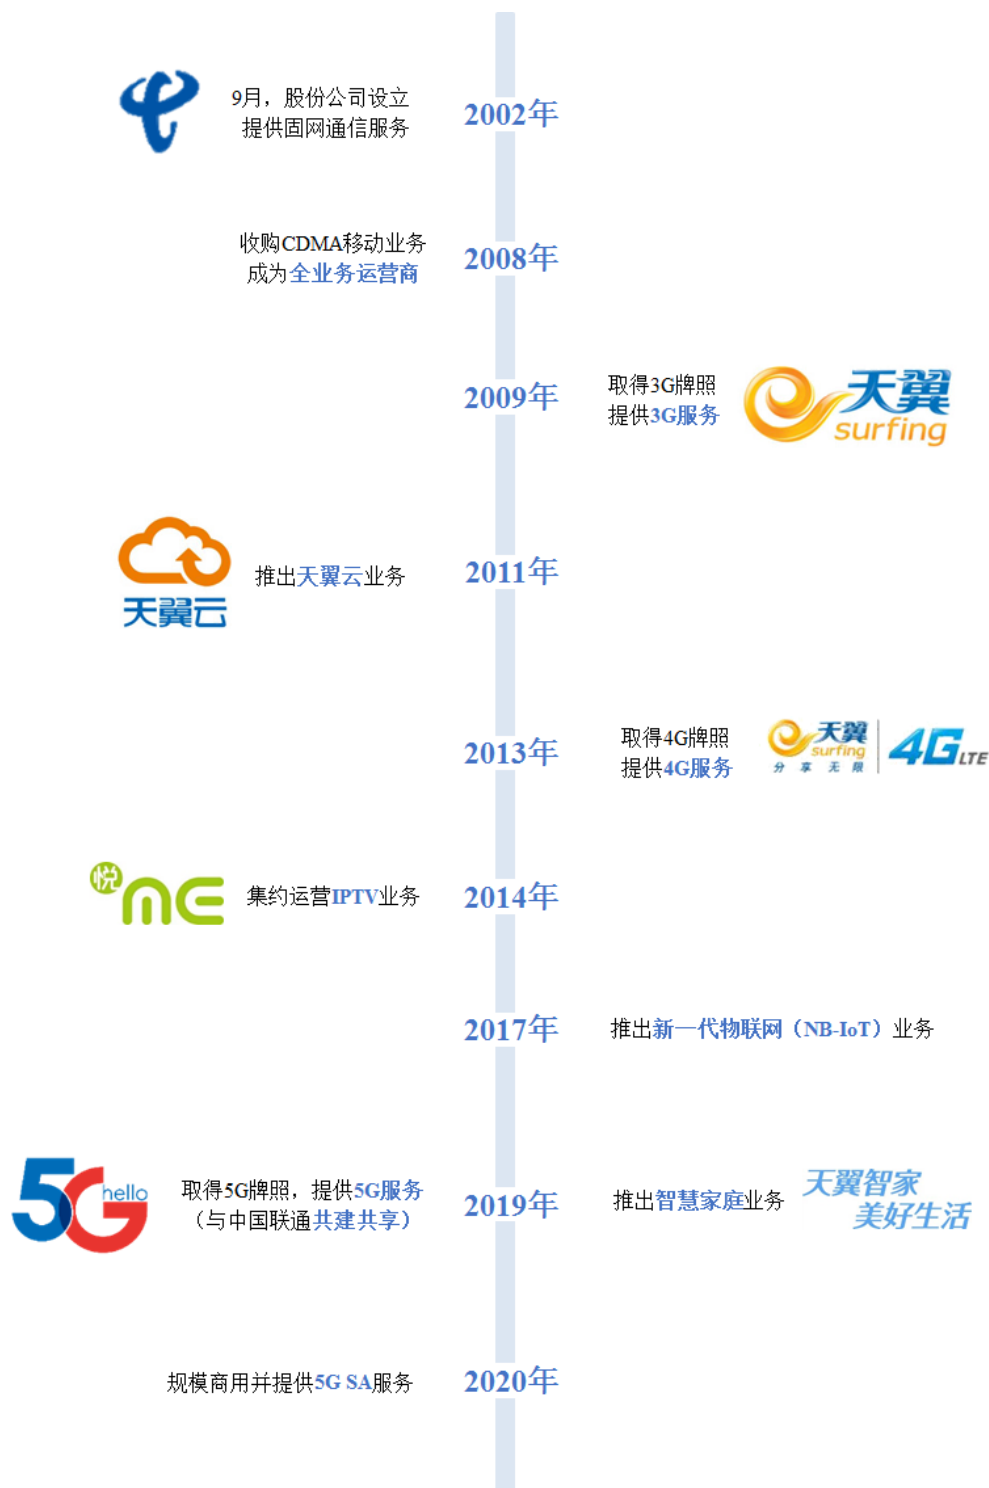 9月，股份公司设立
提供固网通信服务
2002年
收购CDMA移动业务
成为全业务运营商
2008年
2009年
取得3G牌照
提供3G服务
天翼
surfing
天翼云
推出天翼云业务
2011年
2013年
取得4G牌照
提供4G服务
天翼
surfing
分享无限
4G LTE
悦
me
集约运营IPTV业务
2014年
2017年
推出新一代物联网（NB-IoT）业务
5G
hello
取得5G牌照，提供5G服务
（与中国联通共建共享）
2019年
推出智慧家庭业务
天翼智家
美好生活
规模商用并提供5G SA服务
2020年